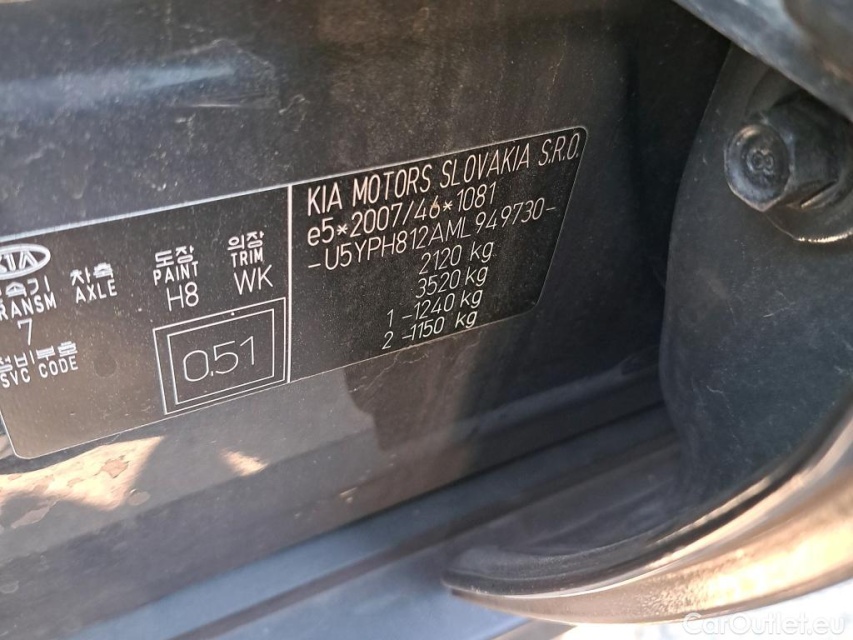 KIA
차축
AXLE
도장
PAINT
H8
의장
TRIM
WK
7
SVC CODE
0.51
KIA MOTORS SLOVAKIA S.R.O.
e5*2007/46*1081
-U5YPH812AML949730-
2120 kg
3520 kg
1 -1240 kg
2 -1150 kg
CarOutlet.eu